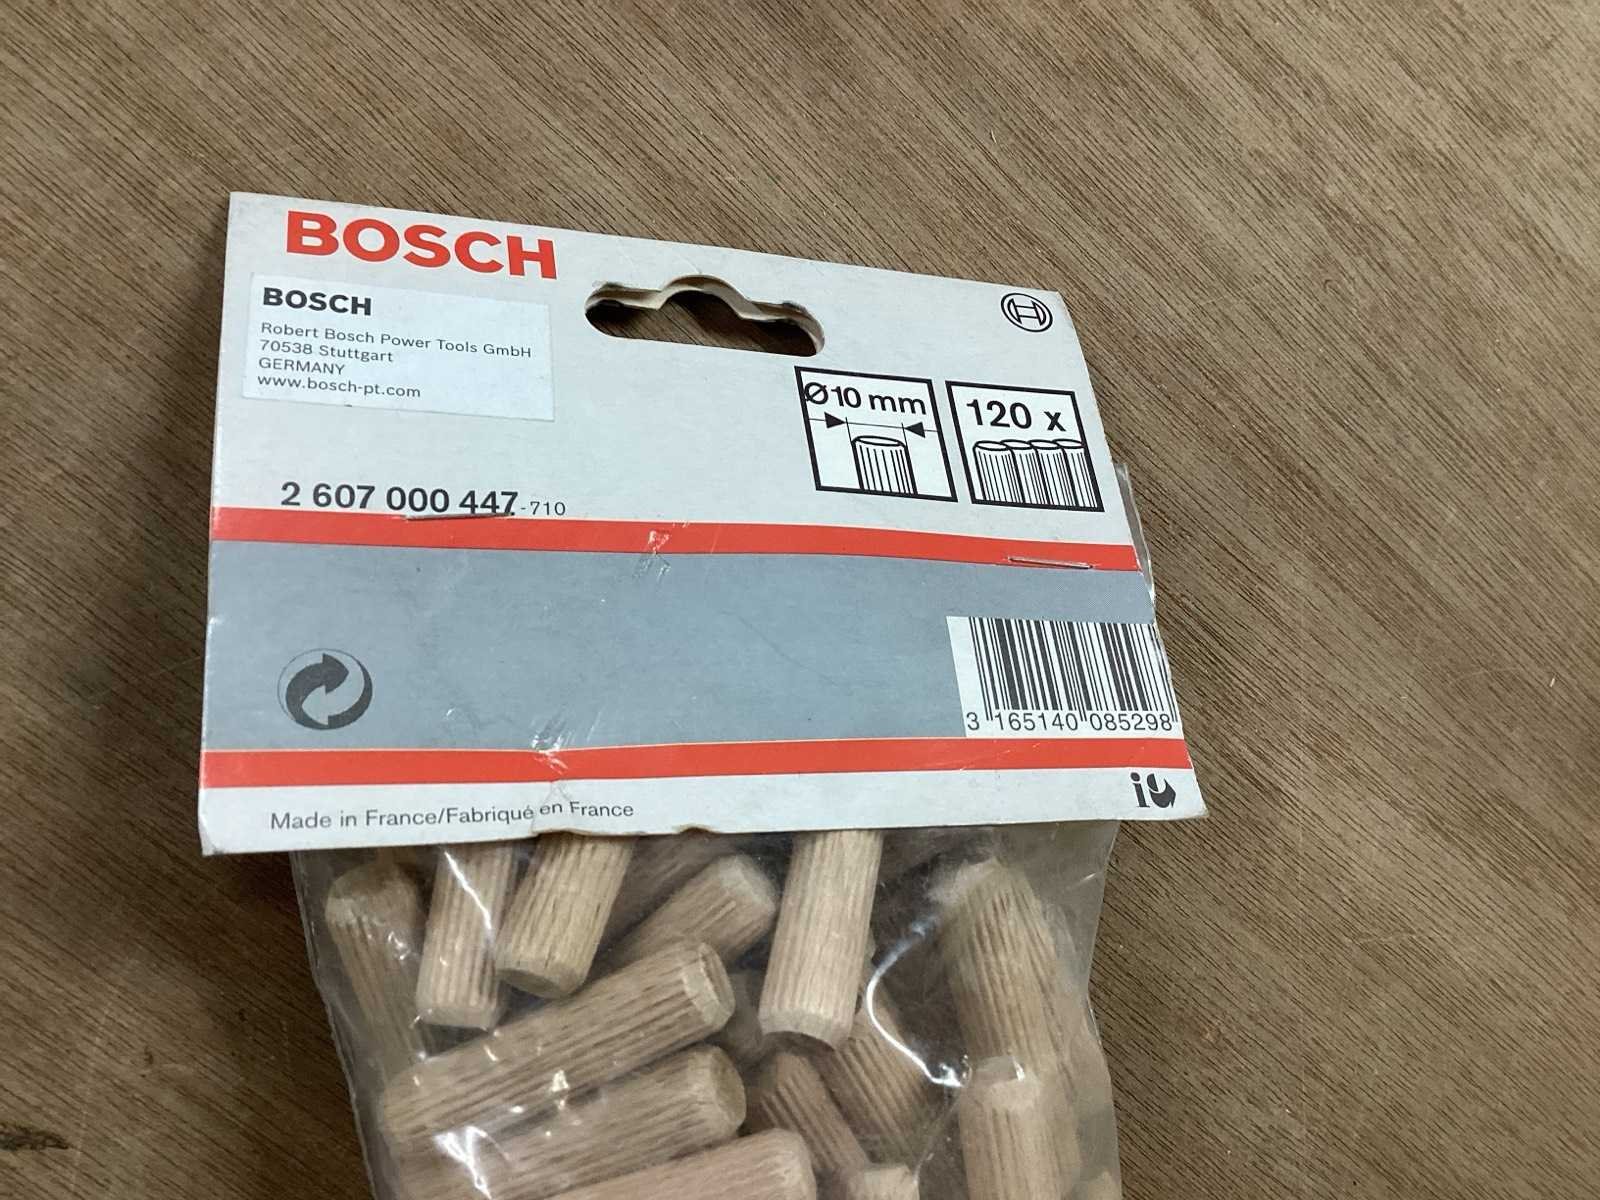 BOSCH
BOSCH
Robert Bosch Power Tools GmbH
70538 Stuttgart
GERMANY
www.bosch-pt.com
Ø10 mm
120 x
2 607 000 447-710
3 165140 085298
Made in France/Fabriqué en France